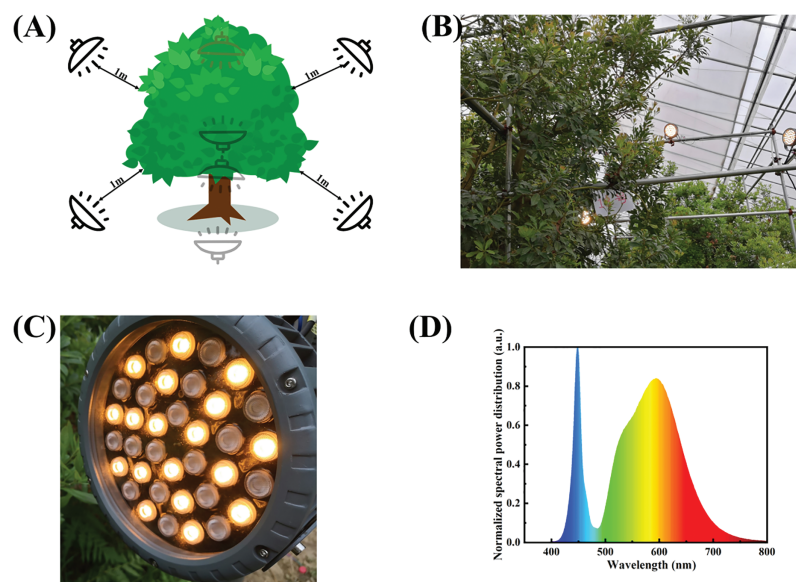 (A)
1m
1m
1m
1m
(B)
(C)
(D)
Normalized spectral power distribution (a.u.)
1.0
0.8
0.6
0.4
0.2
0.0
400 500 600 700 800
Wavelength (nm)